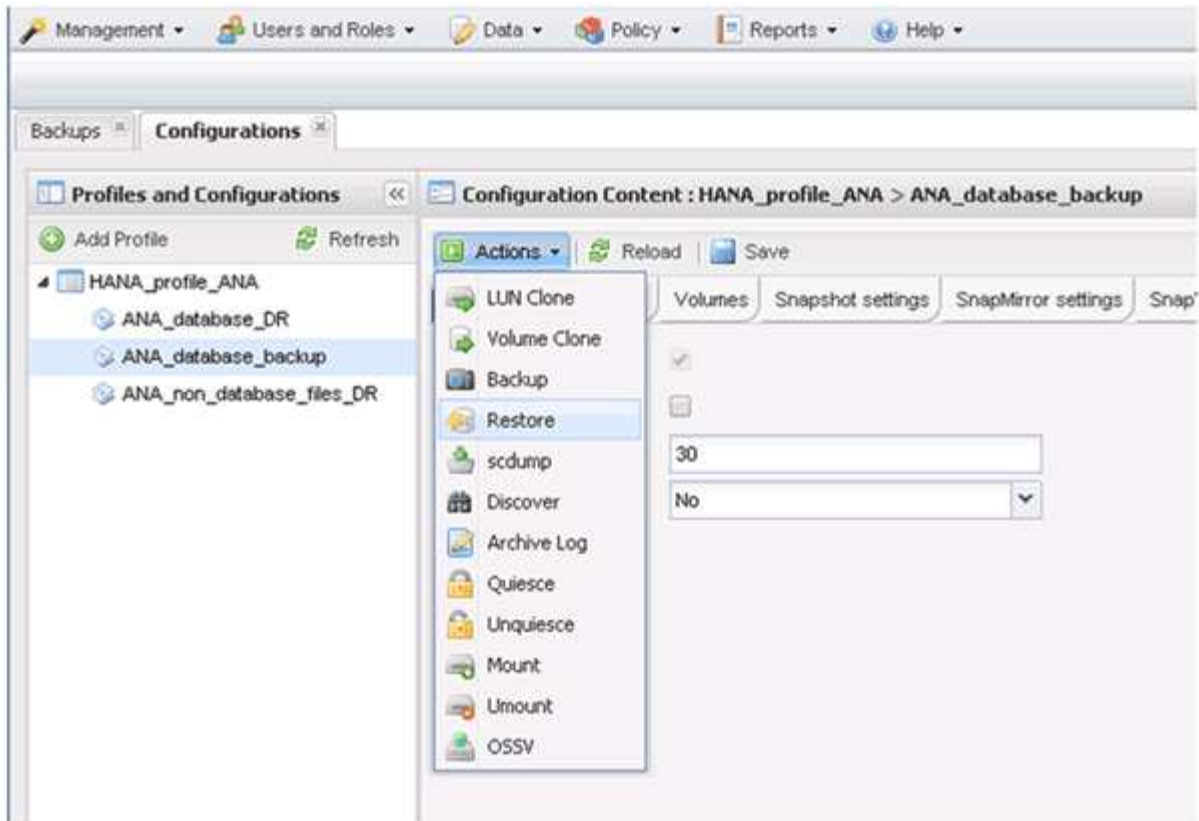 Management Users and Roles Data Policy Reports Help
Backups Configurations
Profiles and Configurations
Add Profile Refresh
HANA_profile_ANA
ANA_database_DR
ANA_database_backup
ANA_non_database_files_DR
Configuration Content : HANA_profile_ANA > ANA_database_backup
Actions Reload Save
Volumes Snapshot settings SnapMirror settings Snap
LUN Clone
Volume Clone
Backup
Restore
scdump
Discover
Archive Log
Quiesce
Unquiesce
Mount
Umount
OSSV
30
No